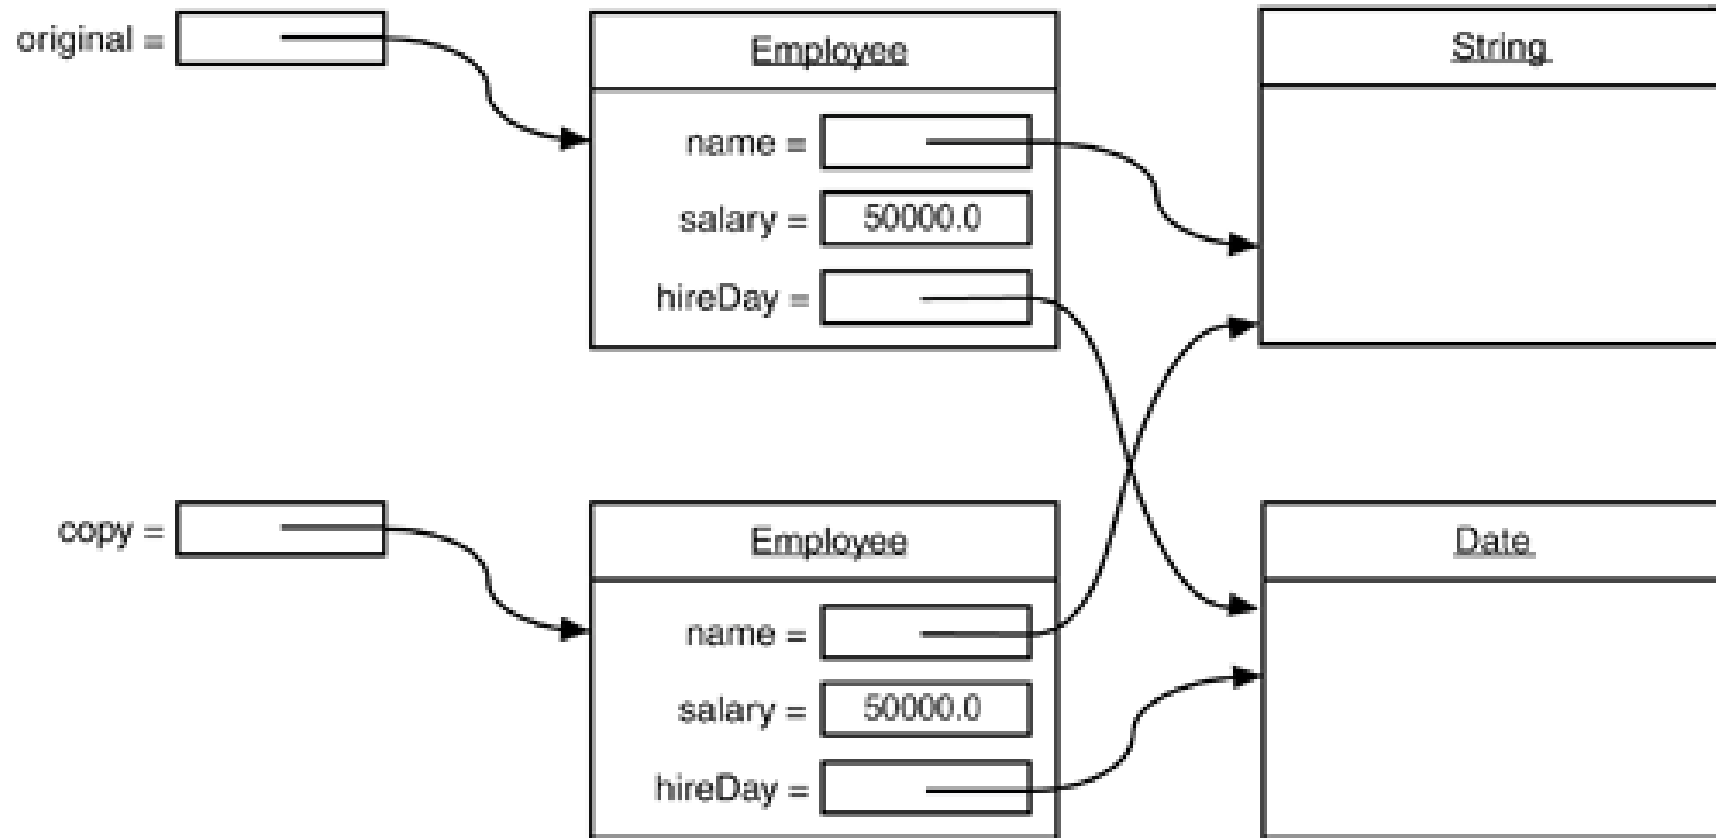 original =
Employee
String
name =
salary = 50000.0
hireDay =
copy =
Employee
Date
name =
salary = 50000.0
hireDay =